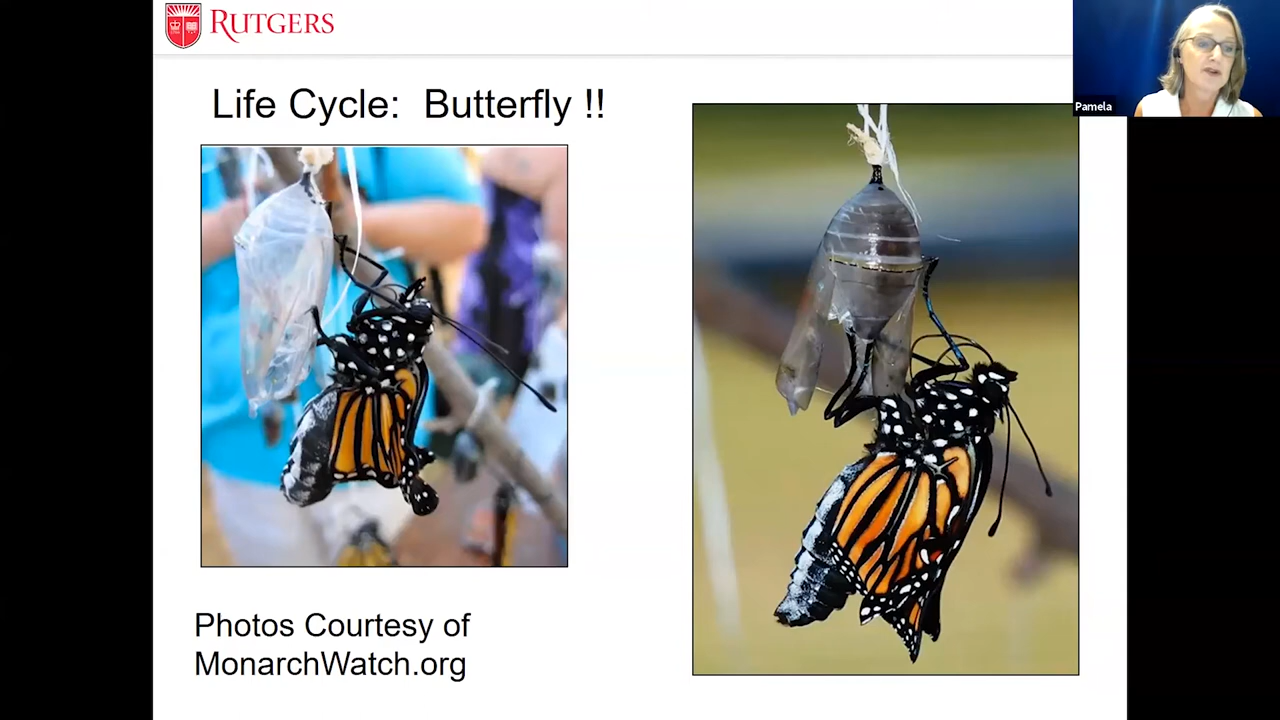 RUTGERS
Life Cycle:  Butterfly !!
Pamela
Photos Courtesy of
MonarchWatch.org